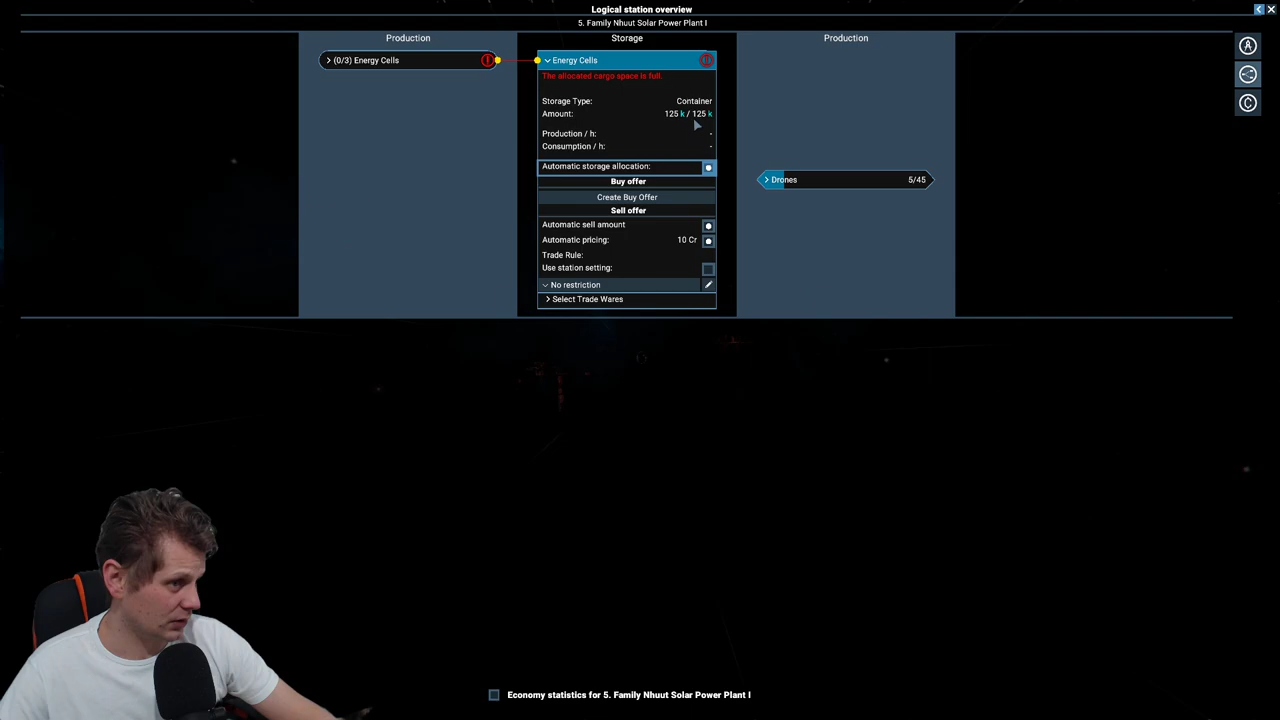 Logical station overview
5. Family Nhuut Solar Power Plant I
Production
Storage
Production
(0/3) Energy Cells
Energy Cells
The allocated cargo space is full.
Storage Type: Container
Amount: 125 k / 125 k
Production / h: -
Consumption / h: -
Automatic storage allocation:
Buy offer
Create Buy Offer
Sell offer
Automatic sell amount
Automatic pricing: 10 Cr
Trade Rule:
Use station setting:
No restriction
Select Trade Wares
Drones 5/45
Economy statistics for 5. Family Nhuut Solar Power Plant I